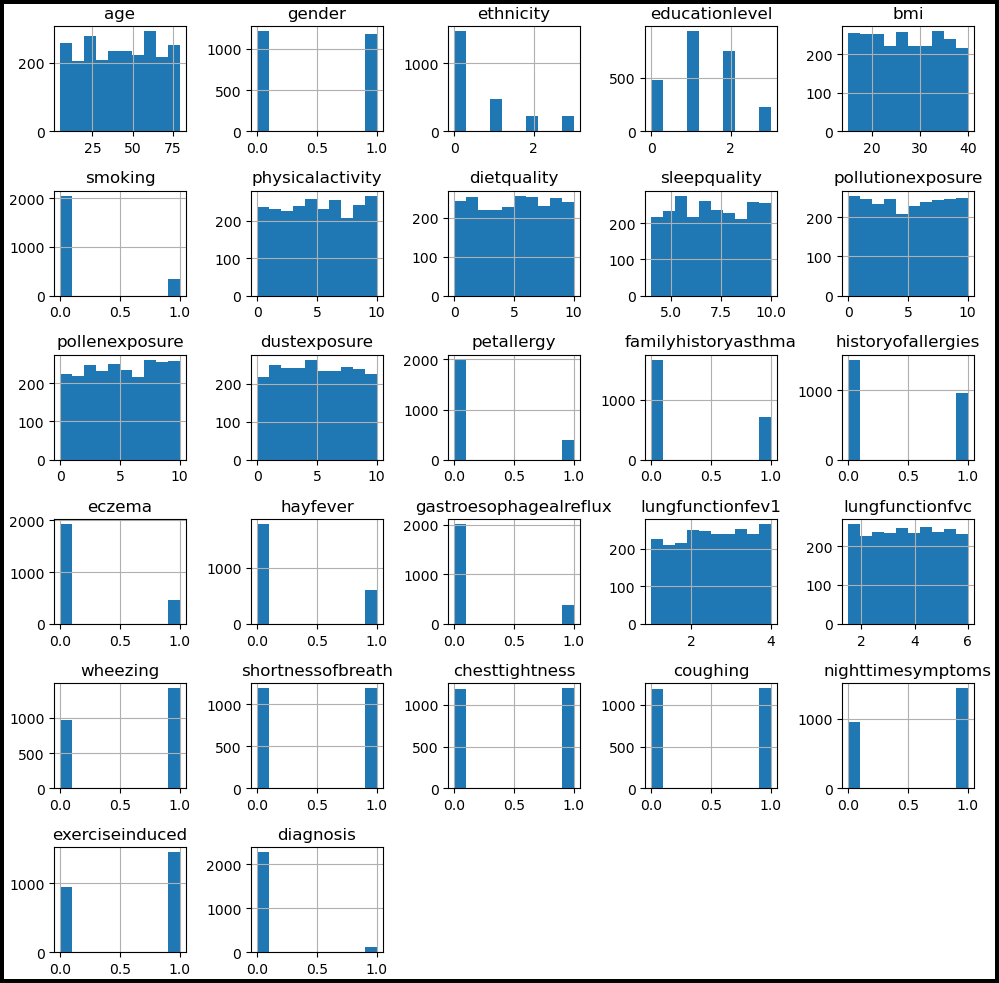 age gender ethnicity educationlevel bmi
200
0
25 50 75
1000
500
0
0.0 0.5 1.0
1000
0
0 2
500
0
0 2
200
100
0
20 30 40
smoking physicalactivity dietquality sleepquality pollutionexposure
2000
1000
0
0.0 0.5 1.0
200
100
0
0 5 10
200
100
0
0 5 10
200
100
0
5.0 7.5 10.0
200
100
0
0 5 10
pollenexposure dustexposure petallergy familyhistoryasthma historyofallergies
200
100
0
0 5 10
200
100
0
0 5 10
2000
1000
0
0.0 0.5 1.0
1000
0
0.0 0.5 1.0
1000
0
0.0 0.5 1.0
eczema hayfever gastroesophagealreflux lungfunctionfev1 lungfunctionfvc
2000
1000
0
0.0 0.5 1.0
1000
0
0.0 0.5 1.0
2000
1000
0
0.0 0.5 1.0
200
100
0
2 4
200
100
0
2 4 6
wheezing shortnessofbreath chesttightness coughing nighttimesymptoms
1000
500
0
0.0 0.5 1.0
1000
500
0
0.0 0.5 1.0
1000
500
0
0.0 0.5 1.0
1000
500
0
0.0 0.5 1.0
1000
0
0.0 0.5 1.0
exerciseinduced diagnosis
1000
0
0.0 0.5 1.0
2000
1000
0
0.0 0.5 1.0